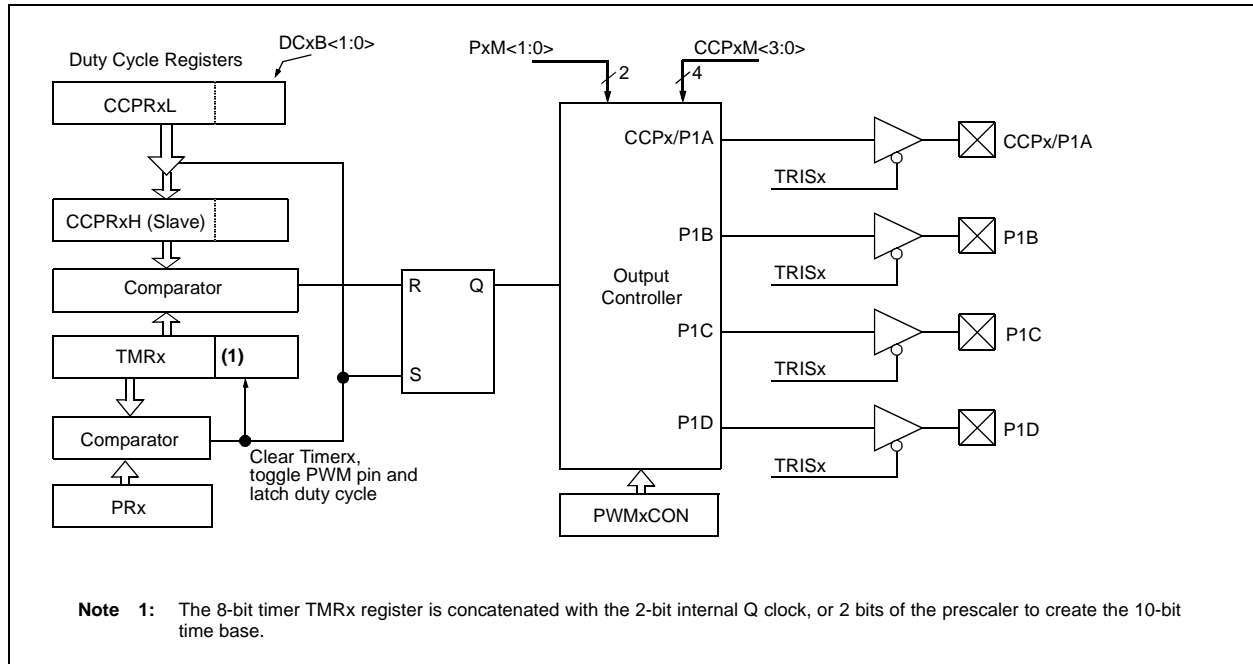 DCxB<1:0>
Duty Cycle Registers
CCPRxL
CCPRxH (Slave)
Comparator
TMRx
(1)
Comparator
PRx
Clear Timerx,
toggle PWM pin and
latch duty cycle
R
Q
S
PxM<1:0>
2
CCPxM<3:0>
4
Output
Controller
CCPx/P1A
P1B
P1C
P1D
PWMxCON
TRISx
CCPx/P1A
TRISx
P1B
TRISx
P1C
TRISx
P1D
Note 1: The 8-bit timer TMRx register is concatenated with the 2-bit internal Q clock, or 2 bits of the prescaler to create the 10-bit
time base.